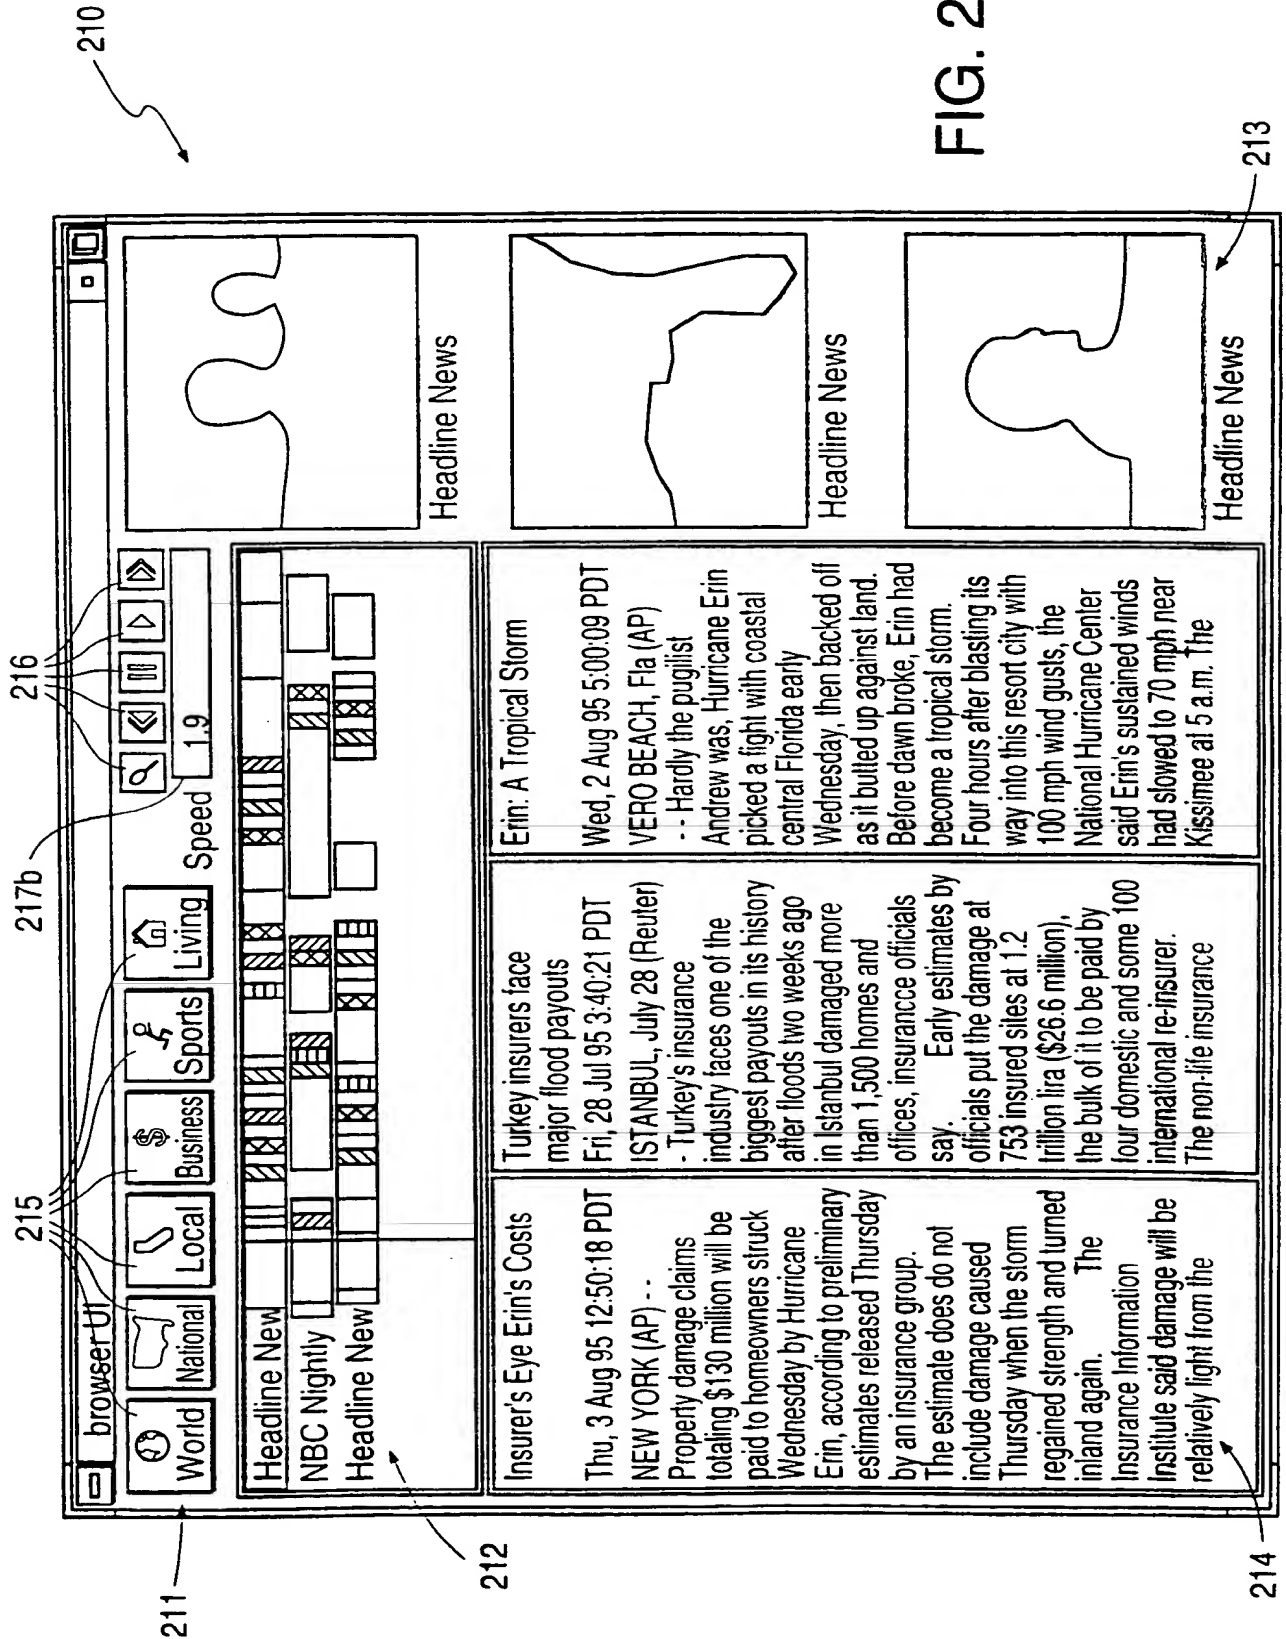 210
215
216
217b
211
browser UI
World
National
Local
Business
$
Sports
Living
Speed
1.9
Headline New
NBC Nightly
Headline New
212
Headline News
Headline News
Headline News
213
Insurer's Eye Erin's Costs
Thu, 3 Aug 95 12:50:18 PDT
NEW YORK (AP) - -
Property damage claims
totaling $130 million will be
paid to homeowners struck
Wednesday by Hurricane
Erin, according to preliminary
estimates released Thursday
by an insurance group.
The estimate does do not
include damage caused
Thursday when the storm
regained strength and turned
inland again. The
Insurance Information
Institute said damage will be
relatively light from the
Turkey insurers face
major flood payouts
Fri, 28 Jul 95 3:40:21 PDT
ISTANBUL, July 28 (Reuter)
- Turkey's insurance
industry faces one of the
biggest payouts in its history
after floods two weeks ago
in Istanbul damaged more
than 1,500 homes and
offices, insurancce officials
say. Early estimates by
officials put the damage at
753 insured sites at 1.2
trillion lira ($26.6 million),
the bulk of it to be paid by
four domestic and some 100
international re-insurer.
The non-life insurance
Erin: A Tropical Storm
Wed, 2 Aug 95 5:00:09 PDT
VERO BEACH, Fla (AP)
- - Hardly the pugilist
Andrew was, Hurricane Erin
picked a fight with coastal
central Florida early
Wednesday, then backed off
as it butted up against land.
Before dawn broke, Erin had
become a tropical storm.
Four hours after blasting its
way into this resort city with
100 mph wind gusts, the
National Hurricane Center
said Erin's sustained winds
had slowed to 70 mph near
Kissimee at 5 a.m. The
214
FIG. 2